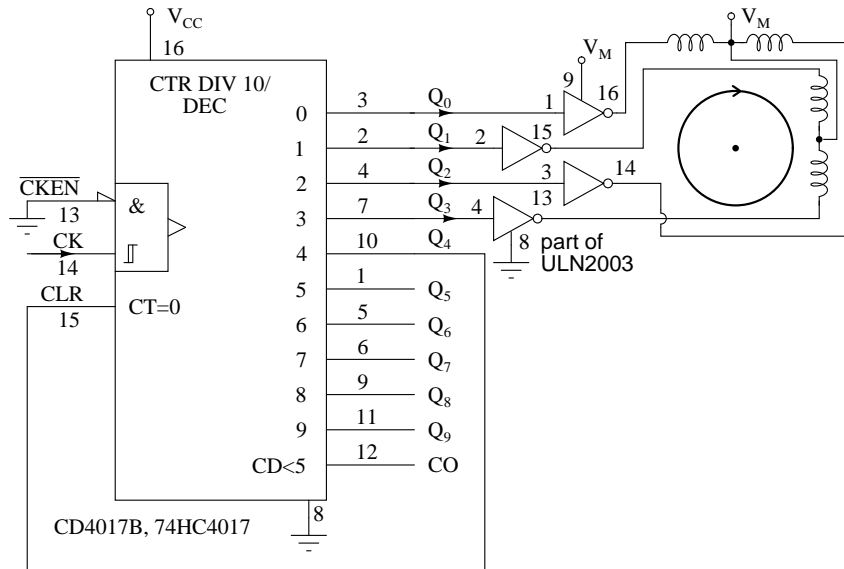 V_CC
16
V_M
V_M
CTR DIV 10/
DEC
V_M
9
16
0 3 Q_0 1
1 2 Q_1 2 15
2 4 Q_2 3 14
3 7 Q_3 4 13
8
part of
ULN2003
4 10 Q_4
5 1 Q_5
6 5 Q_6
7 6 Q_7
8 9 Q_8
9 11 Q_9
CD<5 12 CO
C̅K̅E̅N̅
13
&
CK
14
CLR
15
CT=0
8
CD4017B, 74HC4017